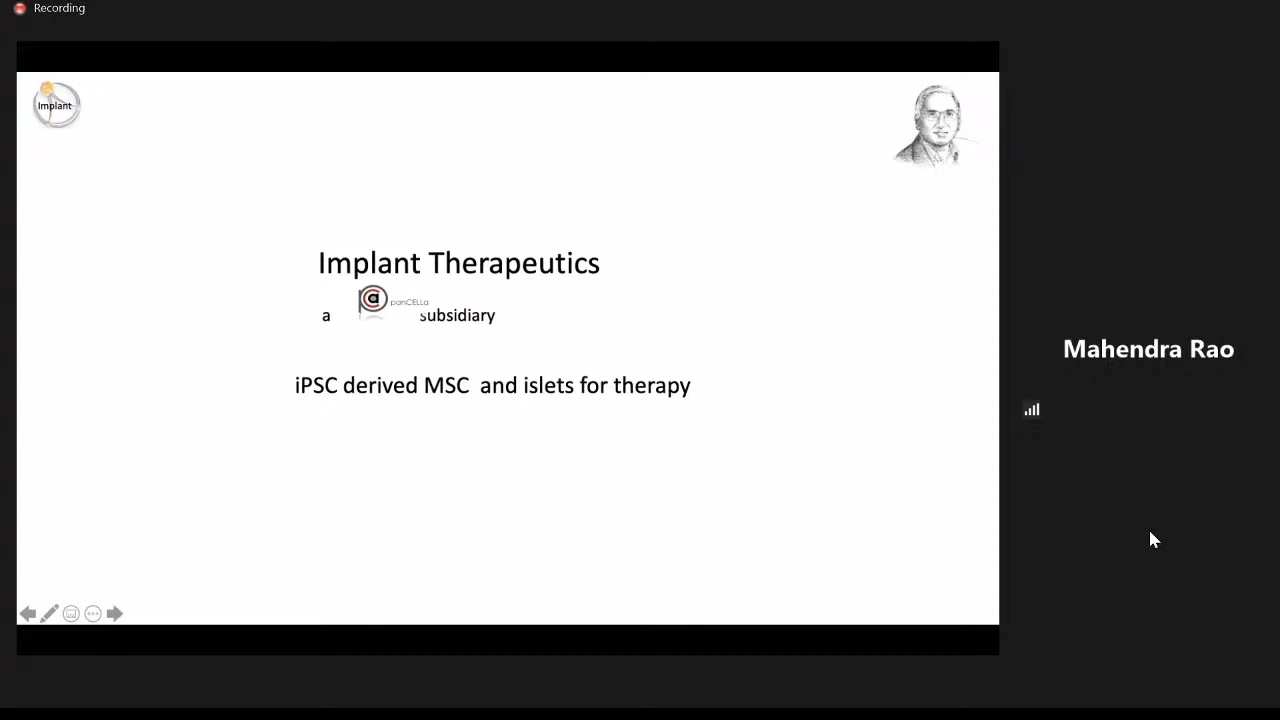 Recording
Implant
Implant Therapeutics
panCELLa
a subsidiary
iPSC derived MSC and islets for therapy
Mahendra Rao